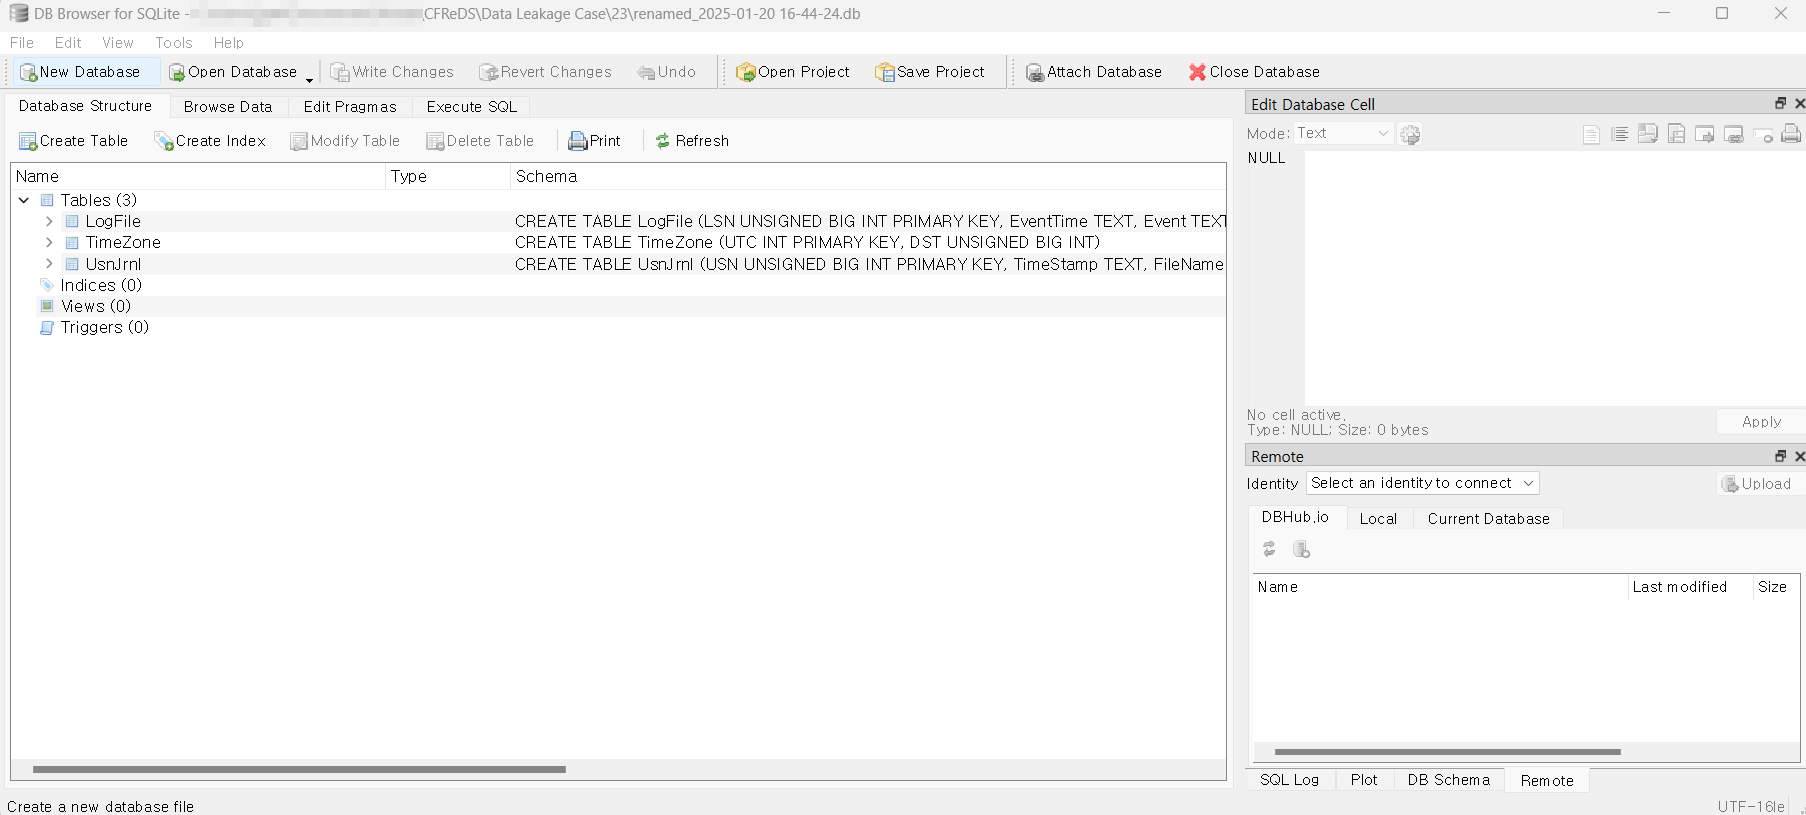 DB Browser for SQLite - \CFReDS\Data Leakage Case\23\renamed_2025-01-20 16-44-24.db
File Edit View Tools Help
New Database Open Database Write Changes Revert Changes Undo Open Project Save Project Attach Database Close Database
Database Structure Browse Data Edit Pragmas Execute SQL
Create Table Create Index Modify Table Delete Table Print Refresh
Name Type Schema
Tables (3)
LogFile CREATE TABLE LogFile (LSN UNSIGNED BIG INT PRIMARY KEY, EventTime TEXT, Event TEXT
TimeZone CREATE TABLE TimeZone (UTC INT PRIMARY KEY, DST UNSIGNED BIG INT)
UsnJrnl CREATE TABLE UsnJrnl (USN UNSIGNED BIG INT PRIMARY KEY, TimeStamp TEXT, FileName
Indices (0)
Views (0)
Triggers (0)
Create a new database file
Edit Database Cell
Mode: Text
NULL
No cell active.
Type: NULL; Size: 0 bytes
Apply
Remote
Identity Select an identity to connect Upload
DBHub.io Local Current Database
Name Last modified Size
SQL Log Plot DB Schema Remote
UTF-16le